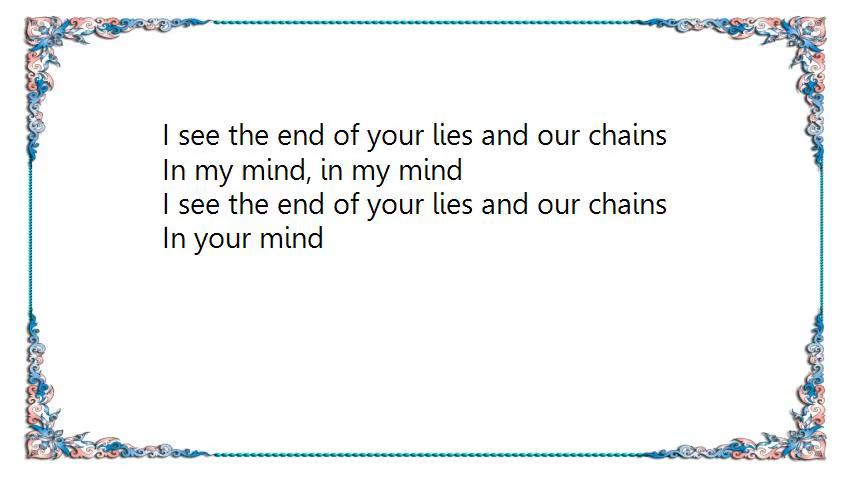 I see the end of your lies and our chains
In my mind, in my mind
I see the end of your lies and our chains
In your mind